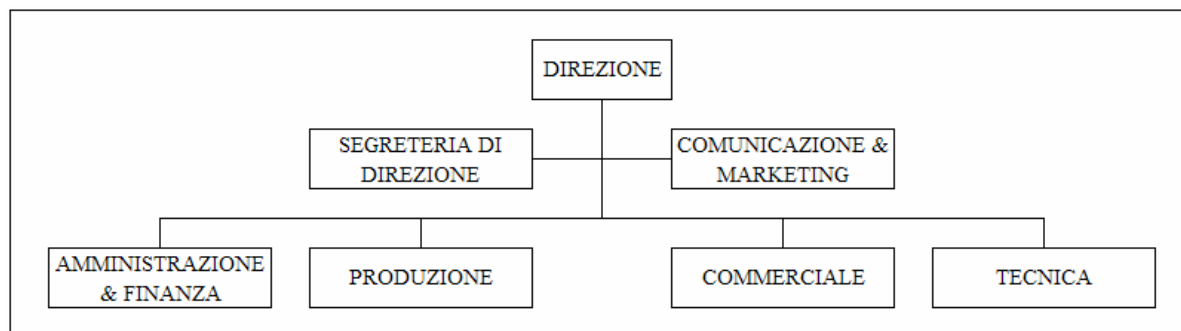 DIREZIONE
SEGRETERIA DI
DIREZIONE
COMUNICAZIONE &
MARKETING
AMMINISTRAZIONE
& FINANZA
PRODUZIONE
COMMERCIALE
TECNICA